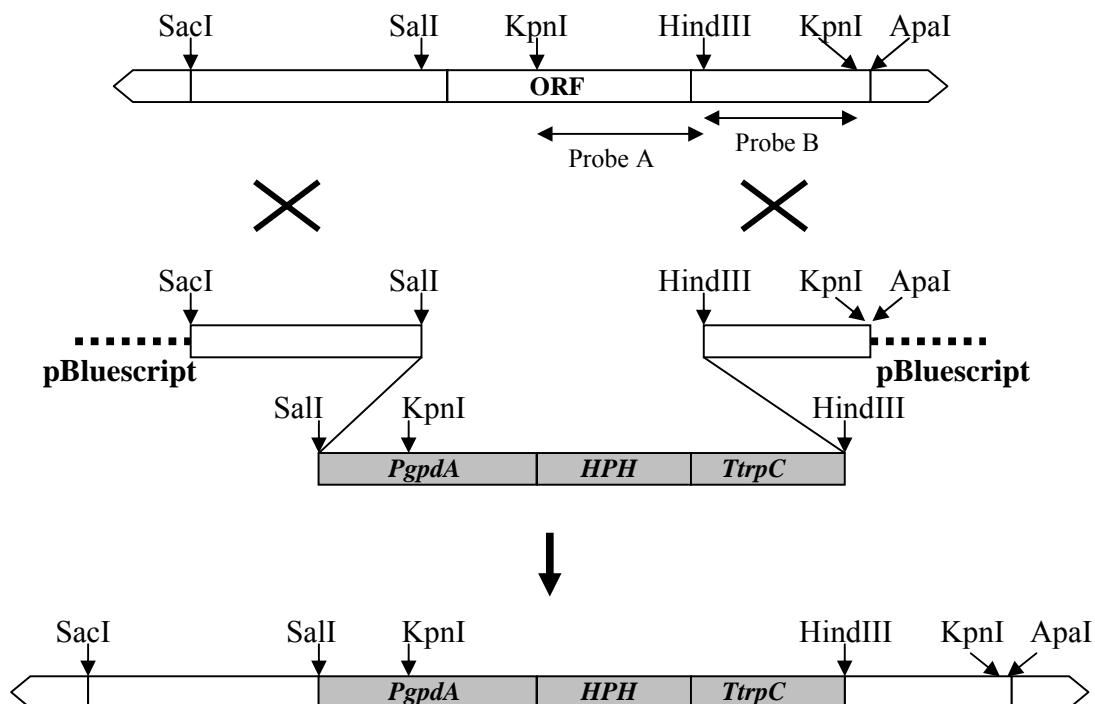 SacI SalI KpnI HindIII KpnI ApaI
ORF
Probe A Probe B
SacI SalI HindIII KpnI ApaI
pBluescript pBluescript
SalI KpnI HindIII
PgpdA HPH TtrpC
SacI SalI KpnI HindIII KpnI ApaI
PgpdA HPH TtrpC